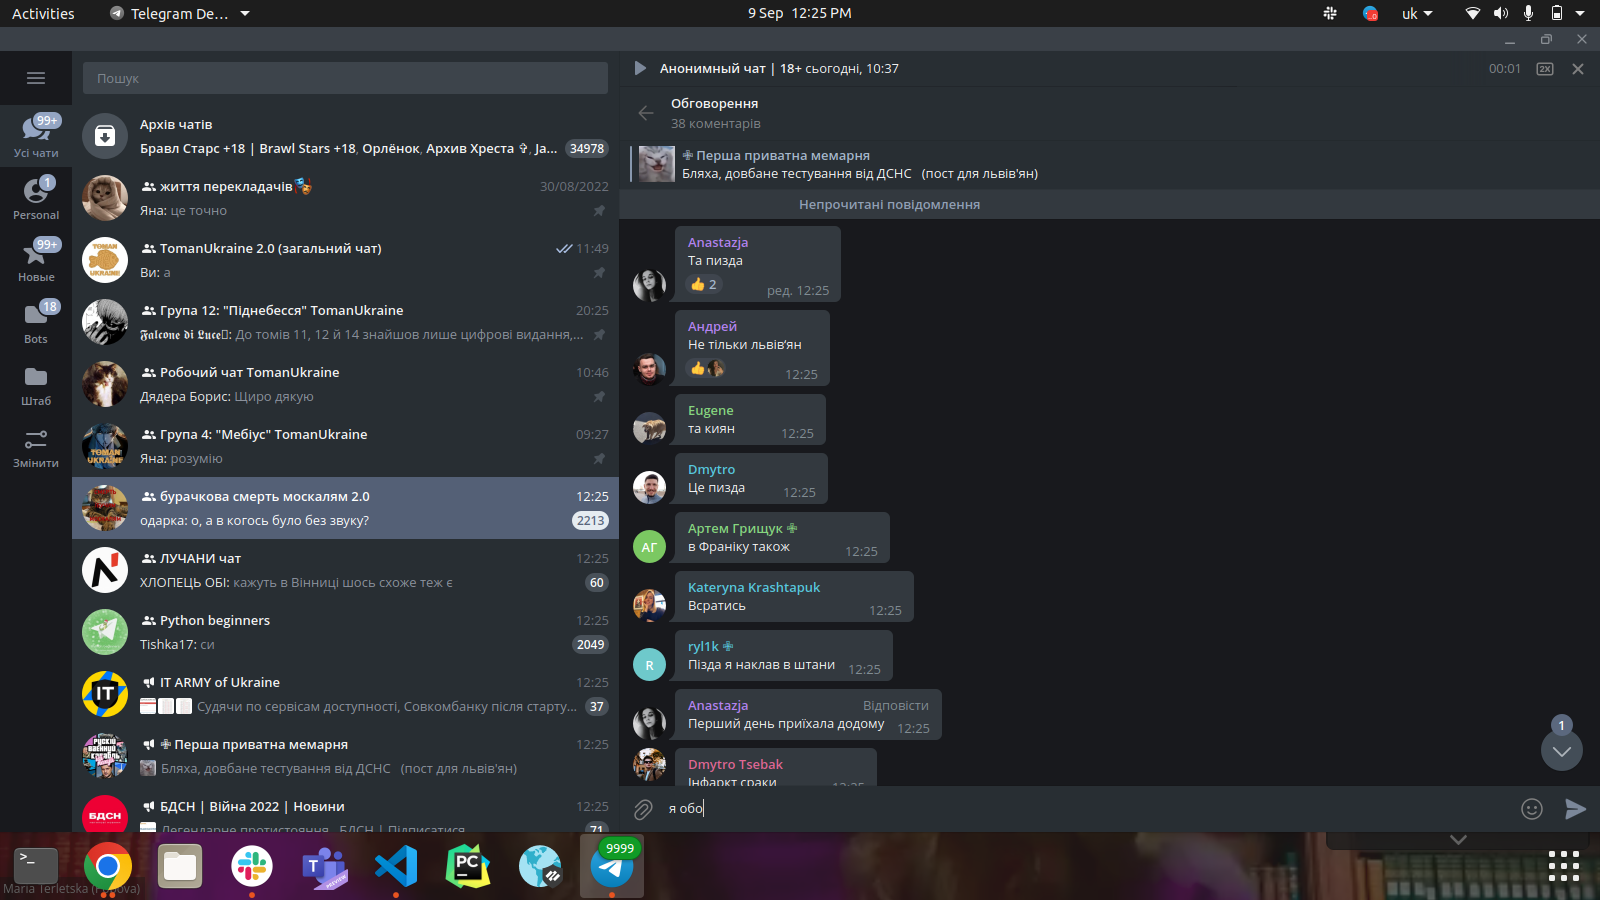 Activities
Telegram De...
9 Sep 12:25 PM
uk
Пошук
Архів чатів
Бравл Старс +18 | Brawl Stars +18, Орлёнок, Архив Хреста ✞, Ja...
34978
99+
Усі чати
життя перекладачів🎭
30/08/2022
Яна: це точно
1
Personal
TomanUkraine 2.0 (загальний чат)
11:49
Ви: а
99+
Новые
Група 12: "Піднебесся" TomanUkraine
20:25
𝕱𝖆𝖑𝖈𝖔𝖓𝖊 𝖉𝖎 𝕷𝖚𝖈𝖊: До томів 11, 12 й 14 знайшов лише цифрові видання,...
18
Bots
Робочий чат TomanUkraine
10:46
Дядера Борис: Щиро дякую
Штаб
Група 4: "Мебіус" TomanUkraine
09:27
Яна: розумію
Змінити
бурачкова смерть москалям 2.0
12:25
одарка: о, а в когось було без звуку?
2213
ЛУЧАНИ чат
12:25
ХЛОПЕЦЬ ОБІ: кажуть в Вінниці шось схоже теж є
60
Python beginners
12:25
Tishka17: си
2049
IT
IT ARMY of Ukraine
12:25
Судячи по сервісам доступності, Совкомбанку після старту...
37
Перша приватна мемарня
12:25
Бляха, довбане тестування від ДСНС (пост для львів'ян)
БДСН
БДСН | Війна 2022 | Новини
12:25
Легендарне протистояння БДСН | Підписатися
71
Анонимный чат | 18+ сьогодні, 10:37
00:01
2X
Обговорення
38 коментарів
Перша приватна мемарня
Бляха, довбане тестування від ДСНС (пост для львів'ян)
Непрочитані повідомлення
Anastazja
Та пизда
👍 2
ред. 12:25
Андрей
Не тільки львів’ян
12:25
Eugene
та киян
12:25
Dmytro
Це пизда
12:25
АГ
Артем Грищук
в Франіку також
12:25
Kateryna Krashtapuk
Всратись
12:25
R
ryl1k
Пізда я наклав в штани
12:25
Anastazja
Відповісти
Перший день приїхала додому
12:25
Dmytro Tsebak
Інфаркт сраки
12:25
1
я обо
9999
PC
T
PREVIEW
Maria Terletska